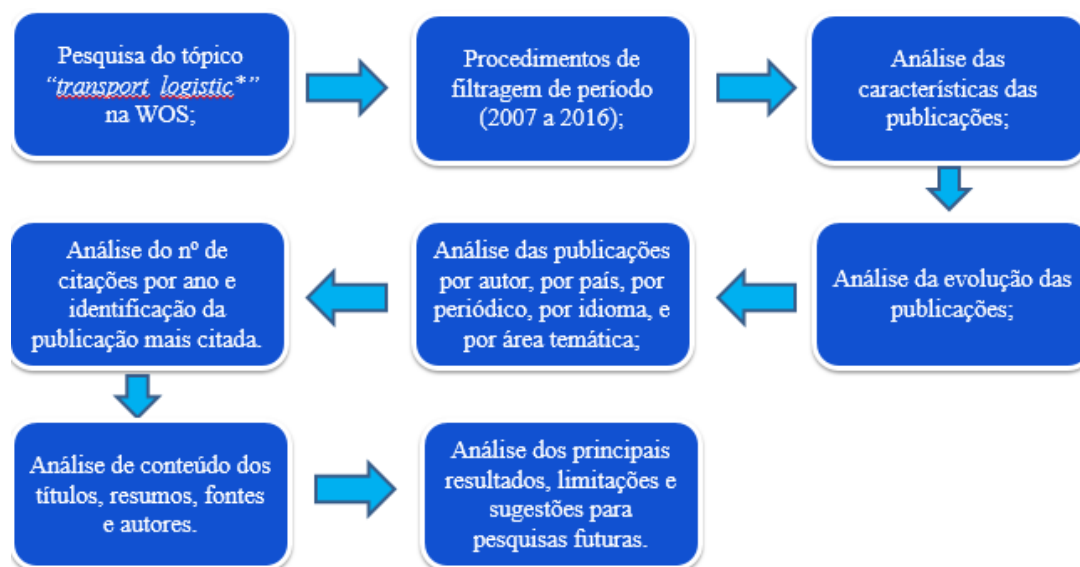 Pesquisa do tópico
“transport logistic*”
na WOS;
Procedimentos de
filtragem de período
(2007 a 2016);
Análise das
características das
publicações;
Análise da evolução das
publicações;
Análise das publicações
por autor, por país, por
periódico, por idioma, e
por área temática;
Análise do nº de
citações por ano e
identificação da
publicação mais citada.
Análise de conteúdo dos
títulos, resumos, fontes
e autores.
Análise dos principais
resultados, limitações e
sugestões para
pesquisas futuras.